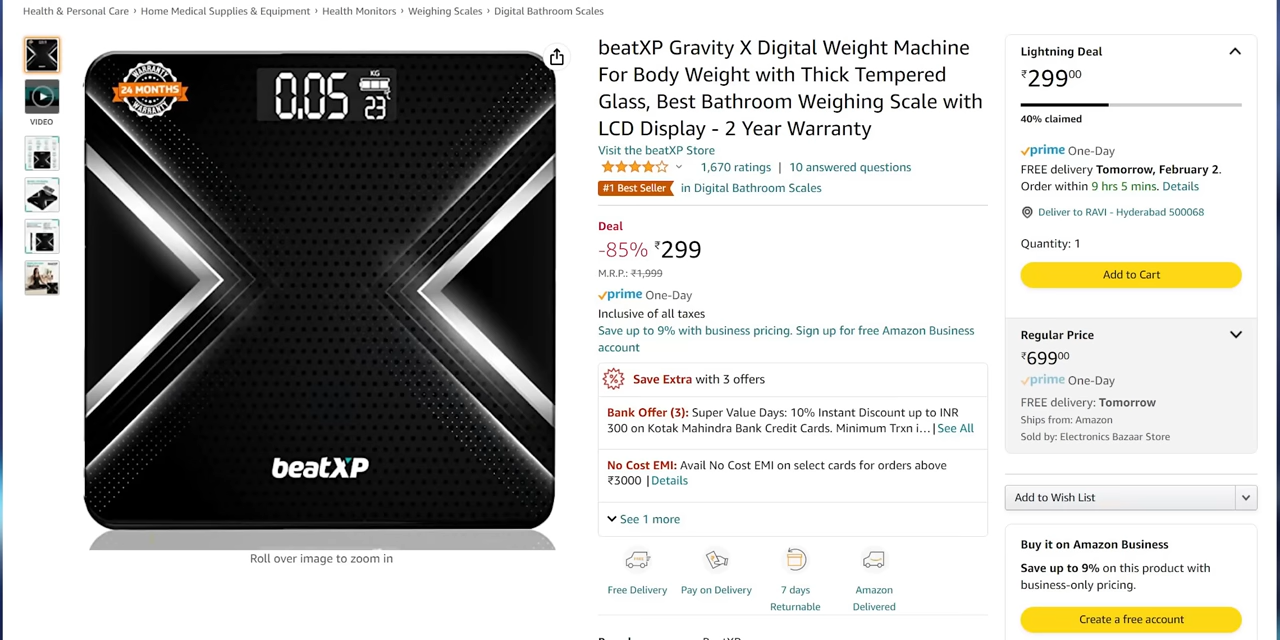 Health & Personal Care › Home Medical Supplies & Equipment › Health Monitors › Weighing Scales › Digital Bathroom Scales
WARRANTY
24 MONTHS
WARRANTY
0.05 KG
23°
beatXP
VIDEO
Roll over image to zoom in
beatXP Gravity X Digital Weight Machine
For Body Weight with Thick Tempered
Glass, Best Bathroom Weighing Scale with
LCD Display - 2 Year Warranty
Visit the beatXP Store
1,670 ratings | 10 answered questions
#1 Best Seller in Digital Bathroom Scales
Deal
-85% ₹299
M.R.P.: ₹1,999
prime One-Day
Inclusive of all taxes
Save up to 9% with business pricing. Sign up for free Amazon Business
account
Save Extra with 3 offers
Bank Offer (3): Super Value Days: 10% Instant Discount up to INR
300 on Kotak Mahindra Bank Credit Cards. Minimum Trxn i... | See All
No Cost EMI: Avail No Cost EMI on select cards for orders above
₹3000 | Details
See 1 more
Free Delivery
Pay on Delivery
7 days
Returnable
Amazon
Delivered
Lightning Deal
₹29900
40% claimed
prime One-Day
FREE delivery Tomorrow, February 2.
Order within 9 hrs 5 mins. Details
Deliver to RAVI - Hyderabad 500068
Quantity: 1
Add to Cart
Regular Price
₹69900
prime One-Day
FREE delivery: Tomorrow
Ships from: Amazon
Sold by: Electronics Bazaar Store
Add to Wish List
Buy it on Amazon Business
Save up to 9% on this product with
business-only pricing.
Create a free account